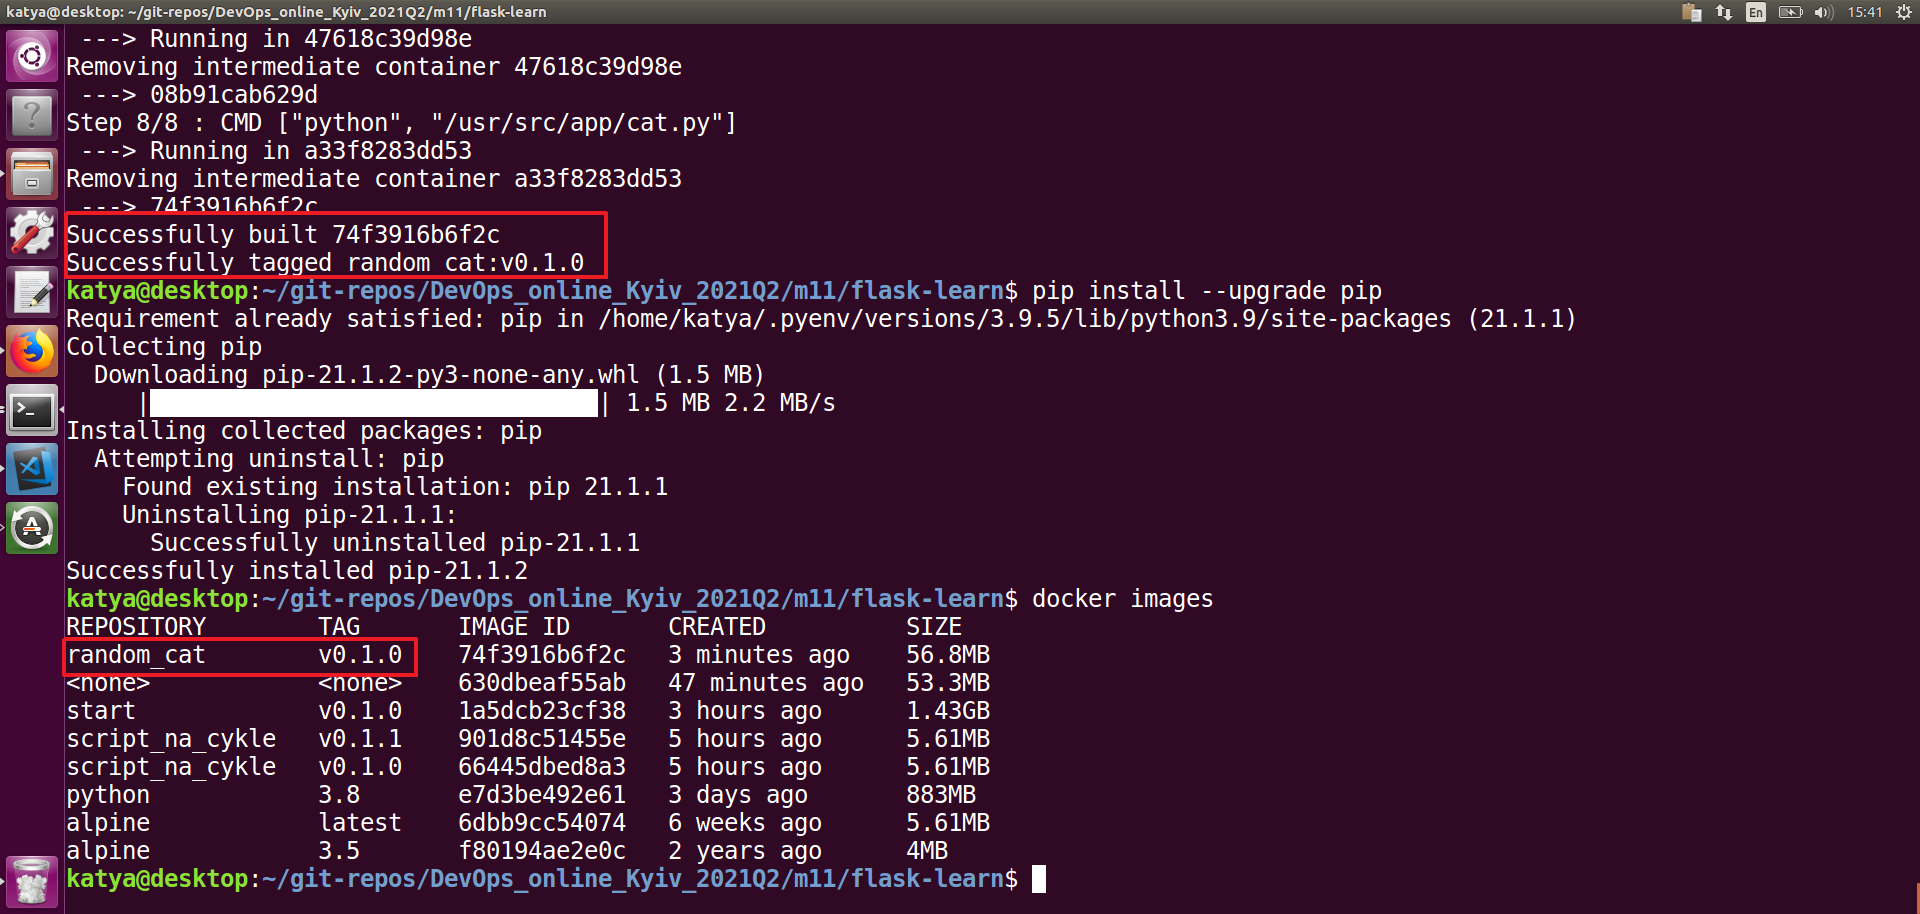 katya@desktop: ~/git-repos/DevOps_online_Kyiv_2021Q2/m11/flask-learn
En
15:41
 ---> Running in 47618c39d98e
Removing intermediate container 47618c39d98e
 ---> 08b91cab629d
Step 8/8 : CMD ["python", "/usr/src/app/cat.py"]
 ---> Running in a33f8283dd53
Removing intermediate container a33f8283dd53
 ---> 74f3916b6f2c
Successfully built 74f3916b6f2c
Successfully tagged random_cat:v0.1.0
katya@desktop:~/git-repos/DevOps_online_Kyiv_2021Q2/m11/flask-learn$ pip install --upgrade pip
Requirement already satisfied: pip in /home/katya/.pyenv/versions/3.9.5/lib/python3.9/site-packages (21.1.1)
Collecting pip
  Downloading pip-21.1.2-py3-none-any.whl (1.5 MB)
     |████████████████████████████████| 1.5 MB 2.2 MB/s
Installing collected packages: pip
  Attempting uninstall: pip
    Found existing installation: pip 21.1.1
    Uninstalling pip-21.1.1:
      Successfully uninstalled pip-21.1.1
Successfully installed pip-21.1.2
katya@desktop:~/git-repos/DevOps_online_Kyiv_2021Q2/m11/flask-learn$ docker images
REPOSITORY        TAG       IMAGE ID       CREATED          SIZE
random_cat        v0.1.0    74f3916b6f2c   3 minutes ago    56.8MB
<none>            <none>    630dbeaf55ab   47 minutes ago   53.3MB
start             v0.1.0    1a5dcb23cf38   3 hours ago      1.43GB
script_na_cykle   v0.1.1    901d8c51455e   5 hours ago      5.61MB
script_na_cykle   v0.1.0    66445dbed8a3   5 hours ago      5.61MB
python            3.8       e7d3be492e61   3 days ago       883MB
alpine            latest    6dbb9cc54074   6 weeks ago      5.61MB
alpine            3.5       f80194ae2e0c   2 years ago      4MB
katya@desktop:~/git-repos/DevOps_online_Kyiv_2021Q2/m11/flask-learn$